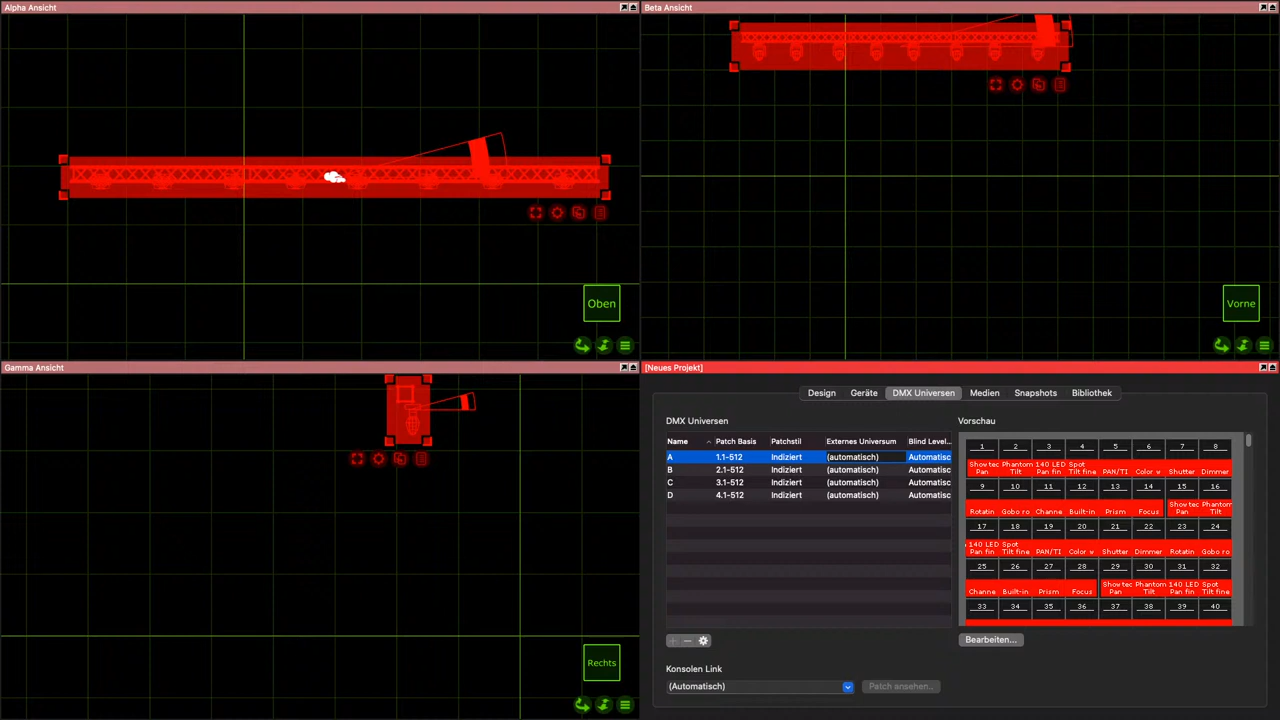 Alpha Ansicht
Beta Ansicht
Oben
Vorne
Gamma Ansicht
Rechts
[Neues Projekt]
Design Geräte DMX Universen Medien Snapshots Bibliothek
DMX Universen
Vorschau
Name Patch Basis Patchstil Externes Universum Blind Level...
A 1.1-512 Indiziert (automatisch) Automatisc
B 2.1-512 Indiziert (automatisch) Automatisc
C 3.1-512 Indiziert (automatisch) Automatisc
D 4.1-512 Indiziert (automatisch) Automatisc
1 2 3 4 5 6 7 8
Showtec Phantom 140 LED Spot
Pan Tilt Pan fin Tilt fine PAN/TI Color w Shutter Dimmer
9 10 11 12 13 14 15 16
Showtec Phantom
Rotatin Gobo ro Channe Built-in Prism Focus Pan Tilt
17 18 19 20 21 22 23 24
140 LED Spot
Pan fin Tilt fine PAN/TI Color w Shutter Dimmer Rotatin Gobo ro
25 26 27 28 29 30 31 32
Showtec Phantom 140 LED Spot
Channe Built-in Prism Focus Pan Tilt Pan fin Tilt fine
33 34 35 36 37 38 39 40
Bearbeiten...
Konsolen Link
(Automatisch)
Patch ansehen...